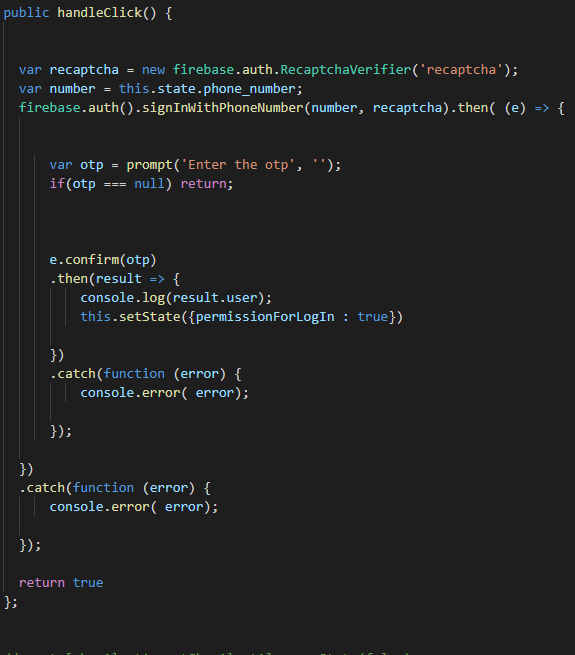 public handleClick() {
var recaptcha = new firebase.auth.RecaptchaVerifier('recaptcha');
var number = this.state.phone_number;
firebase.auth().signInWithPhoneNumber(number, recaptcha).then( (e) => {
var otp = prompt('Enter the otp', '');
if(otp === null) return;
e.confirm(otp)
.then(result => {
console.log(result.user);
this.setState({permissionForLogIn : true})
})
.catch(function (error) {
console.error( error);
});
})
.catch(function (error) {
console.error( error);
});
return true
};